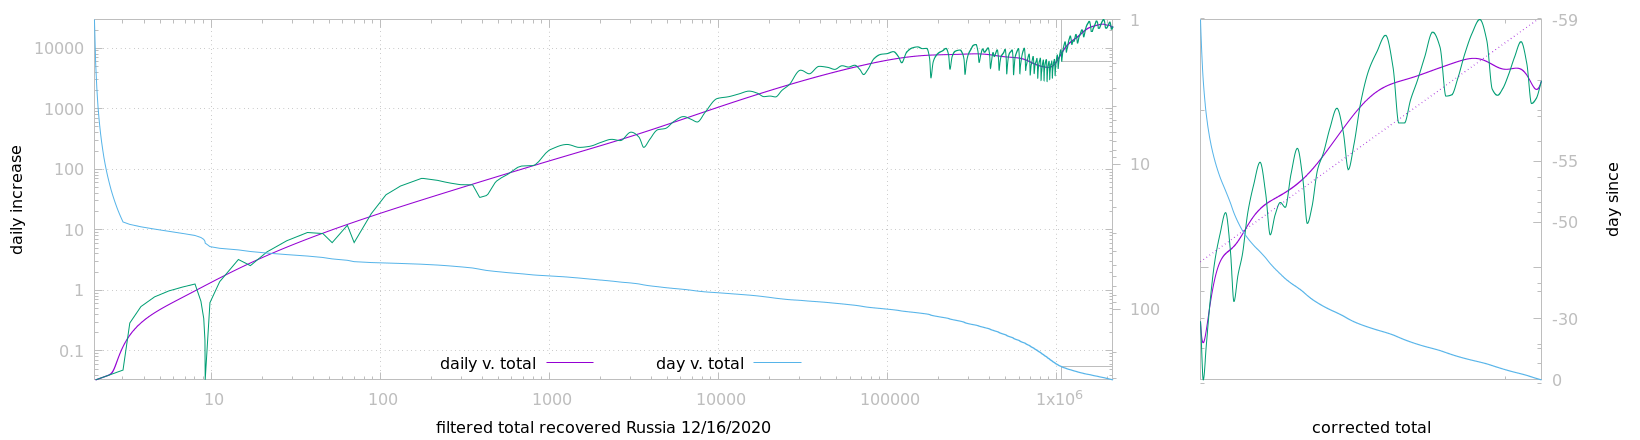 daily increase
10000
1000
100
10
1
0.1
10
100
1000
10000
100000
1x10^6
1
10
100
daily v. total
day v. total
filtered total recovered Russia 12/16/2020
-59
-55
-50
-30
0
day since
corrected total